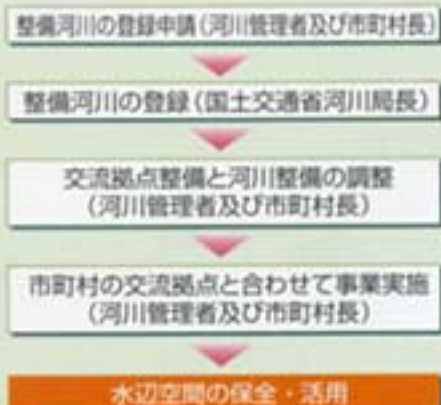 整備河川の登録申請(河川管理者及び市町村長)
整備河川の登録(国土交通省河川局長)
交流拠点整備と河川整備の調整
(河川管理者及び市町村長)
市町村の交流拠点と合わせて事業実施
(河川管理者及び市町村長)
水辺空間の保全・活用